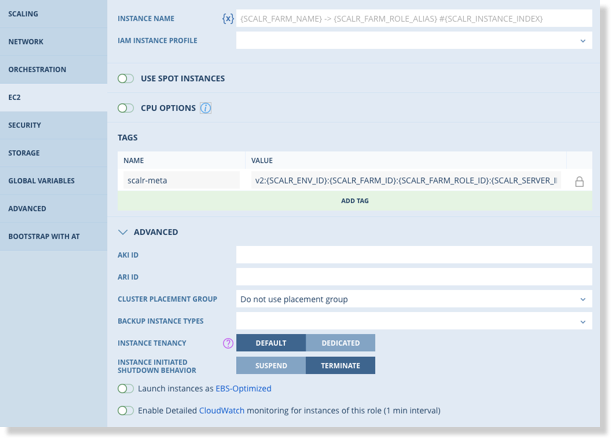 SCALING
NETWORK
ORCHESTRATION
EC2
SECURITY
STORAGE
GLOBAL VARIABLES
ADVANCED
BOOTSTRAP WITH AT
INSTANCE NAME {x} {SCALR_FARM_NAME} -> {SCALR_FARM_ROLE_ALIAS} #{SCALR_INSTANCE_INDEX}
IAM INSTANCE PROFILE
USE SPOT INSTANCES
CPU OPTIONS i
TAGS
NAME VALUE
scalr-meta v2:{SCALR_ENV_ID}:{SCALR_FARM_ID}:{SCALR_FARM_ROLE_ID}:{SCALR_SERVER_I
ADD TAG
ADVANCED
AKI ID
ARI ID
CLUSTER PLACEMENT GROUP Do not use placement group
BACKUP INSTANCE TYPES
INSTANCE TENANCY ? DEFAULT DEDICATED
INSTANCE INITIATED
SHUTDOWN BEHAVIOR SUSPEND TERMINATE
Launch instances as EBS-Optimized
Enable Detailed CloudWatch monitoring for instances of this role (1 min interval)